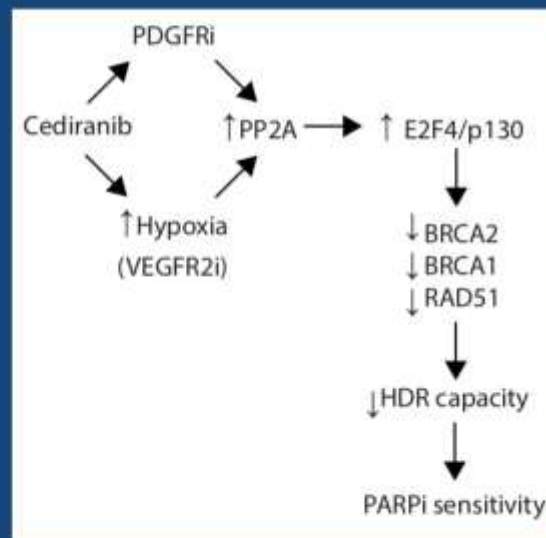 PDGFRi
Cediranib
↑PP2A
↑ E2F4/p130
↑Hypoxia
(VEGFR2i)
↓BRCA2
↓BRCA1
↓RAD51
↓HDR capacity
PARPi sensitivity